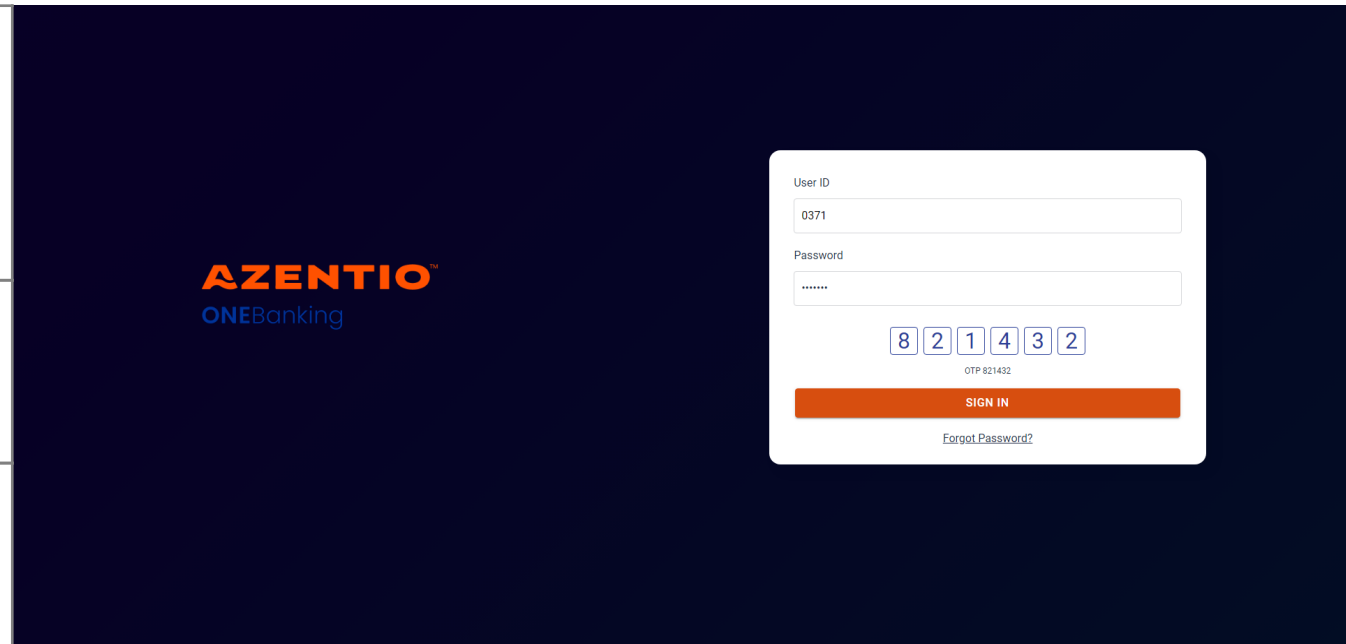 AZENTIO™
ONEBanking
User ID
0371
Password
•••••••
8 2 1 4 3 2
OTP 821432
SIGN IN
Forgot Password?